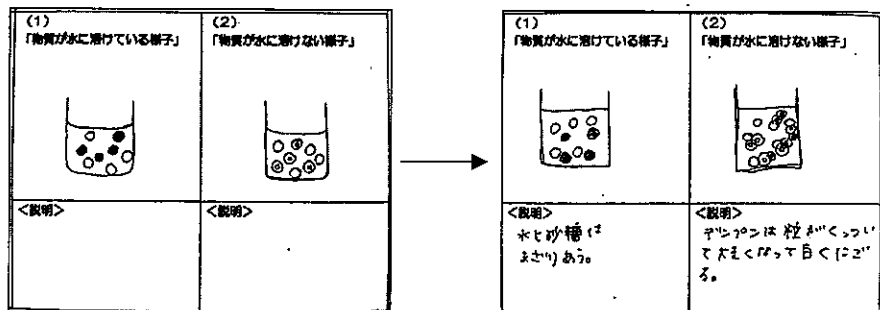 (1)
「物質が水に溶けている様子」
(2)
「物質が水に溶けない様子」
<説明>
<説明>
(1)
「物質が水に溶けている様子」
(2)
「物質が水に溶けない様子」
<説明>
水と砂糖は
まざりあう。
<説明>
デンプンは粒がくっつい
て大きくなって白くにご
る。